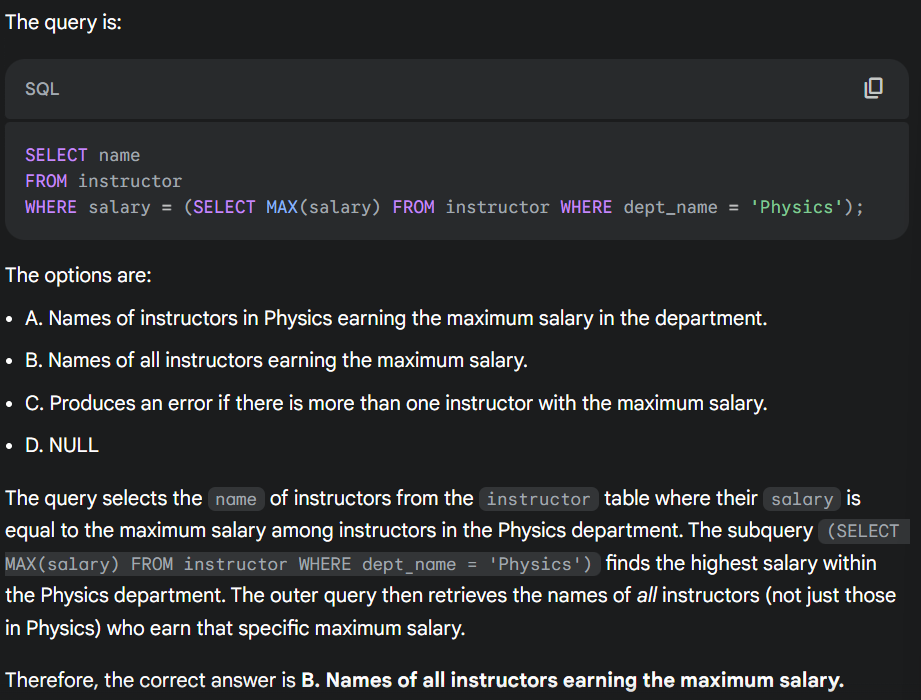 The query is:
SQL
SELECT name
FROM instructor
WHERE salary = (SELECT MAX(salary) FROM instructor WHERE dept_name = 'Physics');
The options are:
• A. Names of instructors in Physics earning the maximum salary in the department.
• B. Names of all instructors earning the maximum salary.
• C. Produces an error if there is more than one instructor with the maximum salary.
• D. NULL
The query selects the name of instructors from the instructor table where their salary is
equal to the maximum salary among instructors in the Physics department. The subquery (SELECT
MAX(salary) FROM instructor WHERE dept_name = 'Physics') finds the highest salary within
the Physics department. The outer query then retrieves the names of all instructors (not just those
in Physics) who earn that specific maximum salary.
Therefore, the correct answer is B. Names of all instructors earning the maximum salary.